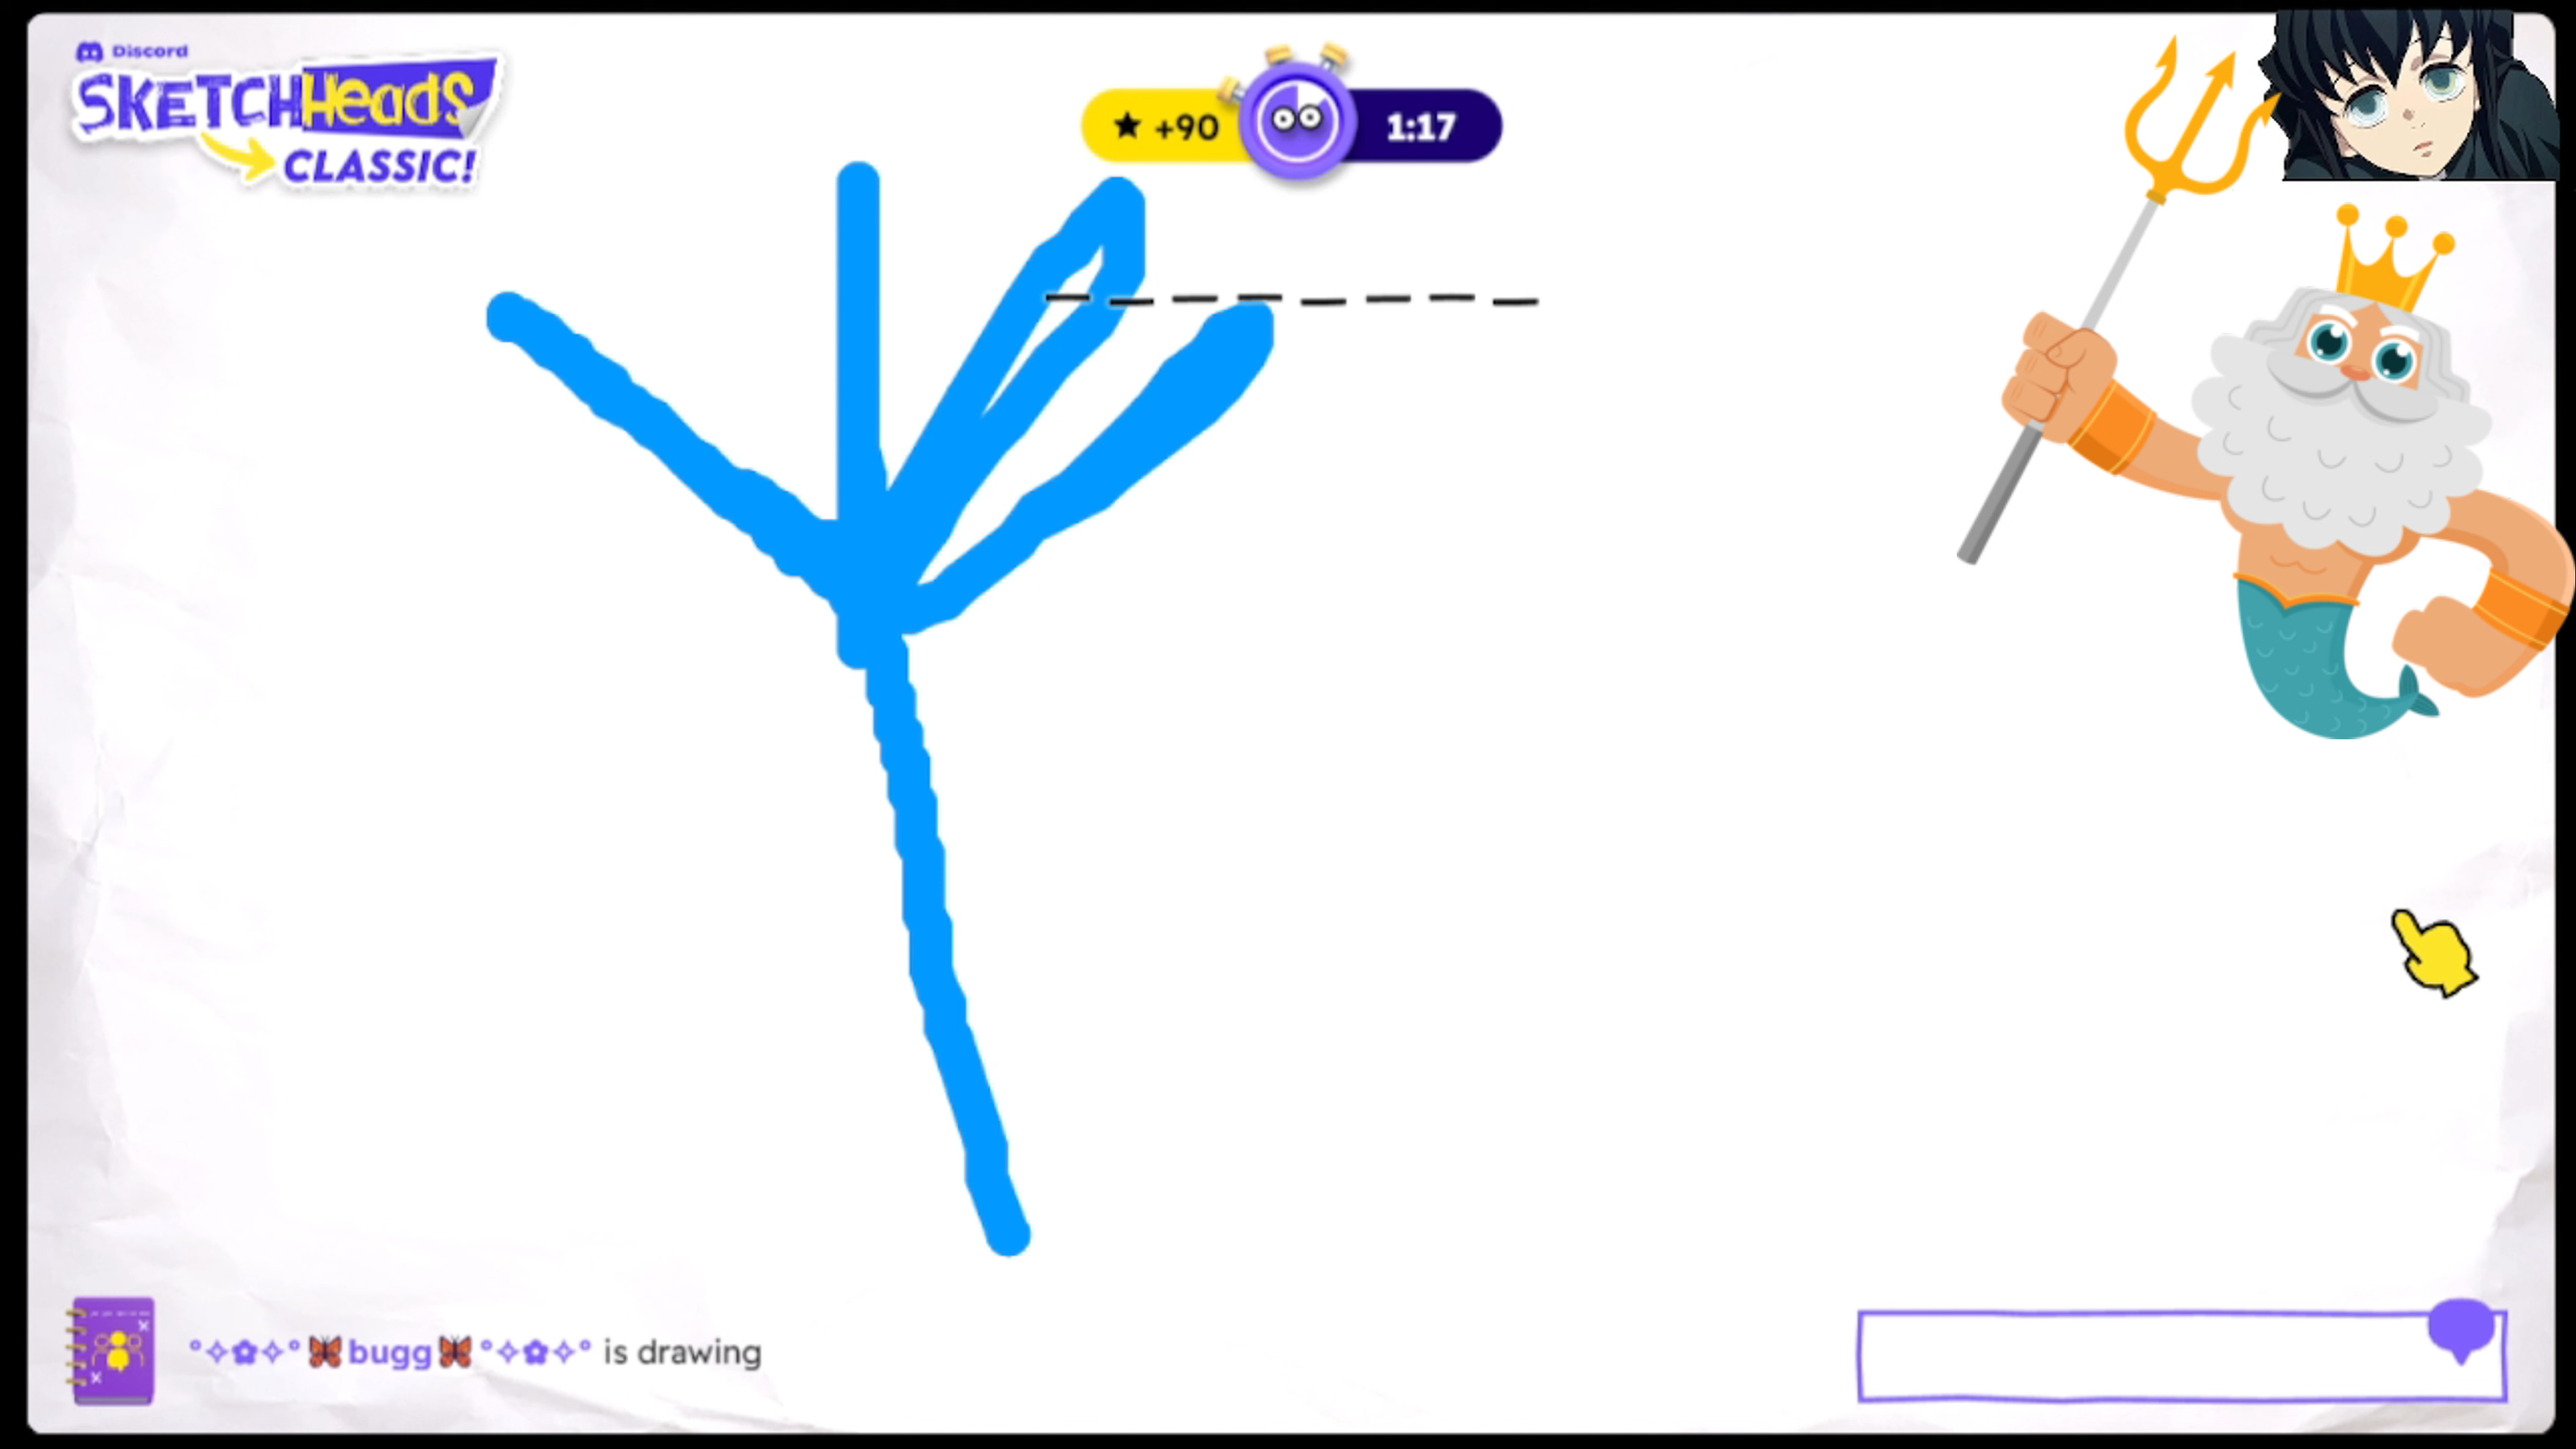 Discord
SKETCHHeadS
CLASSIC!
★ +90
1:17
°✧✿✧°🦋bugg🦋°✧✿✧° is drawing